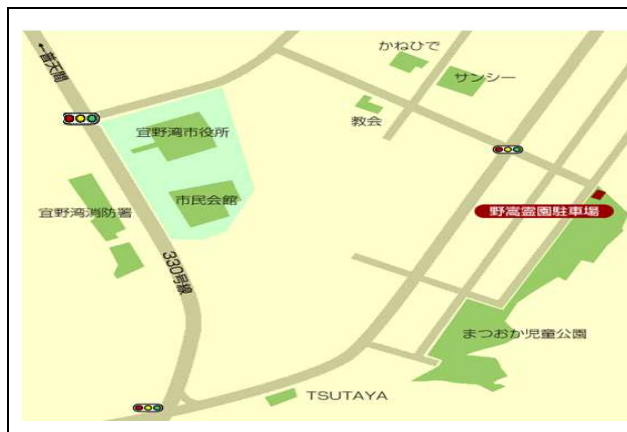 ←普天間
かねひで
サンシー
教会
宜野湾市役所
市民会館
宜野湾消防署
野嵩霊園駐車場
330号線
まつおか児童公園
TSUTAYA